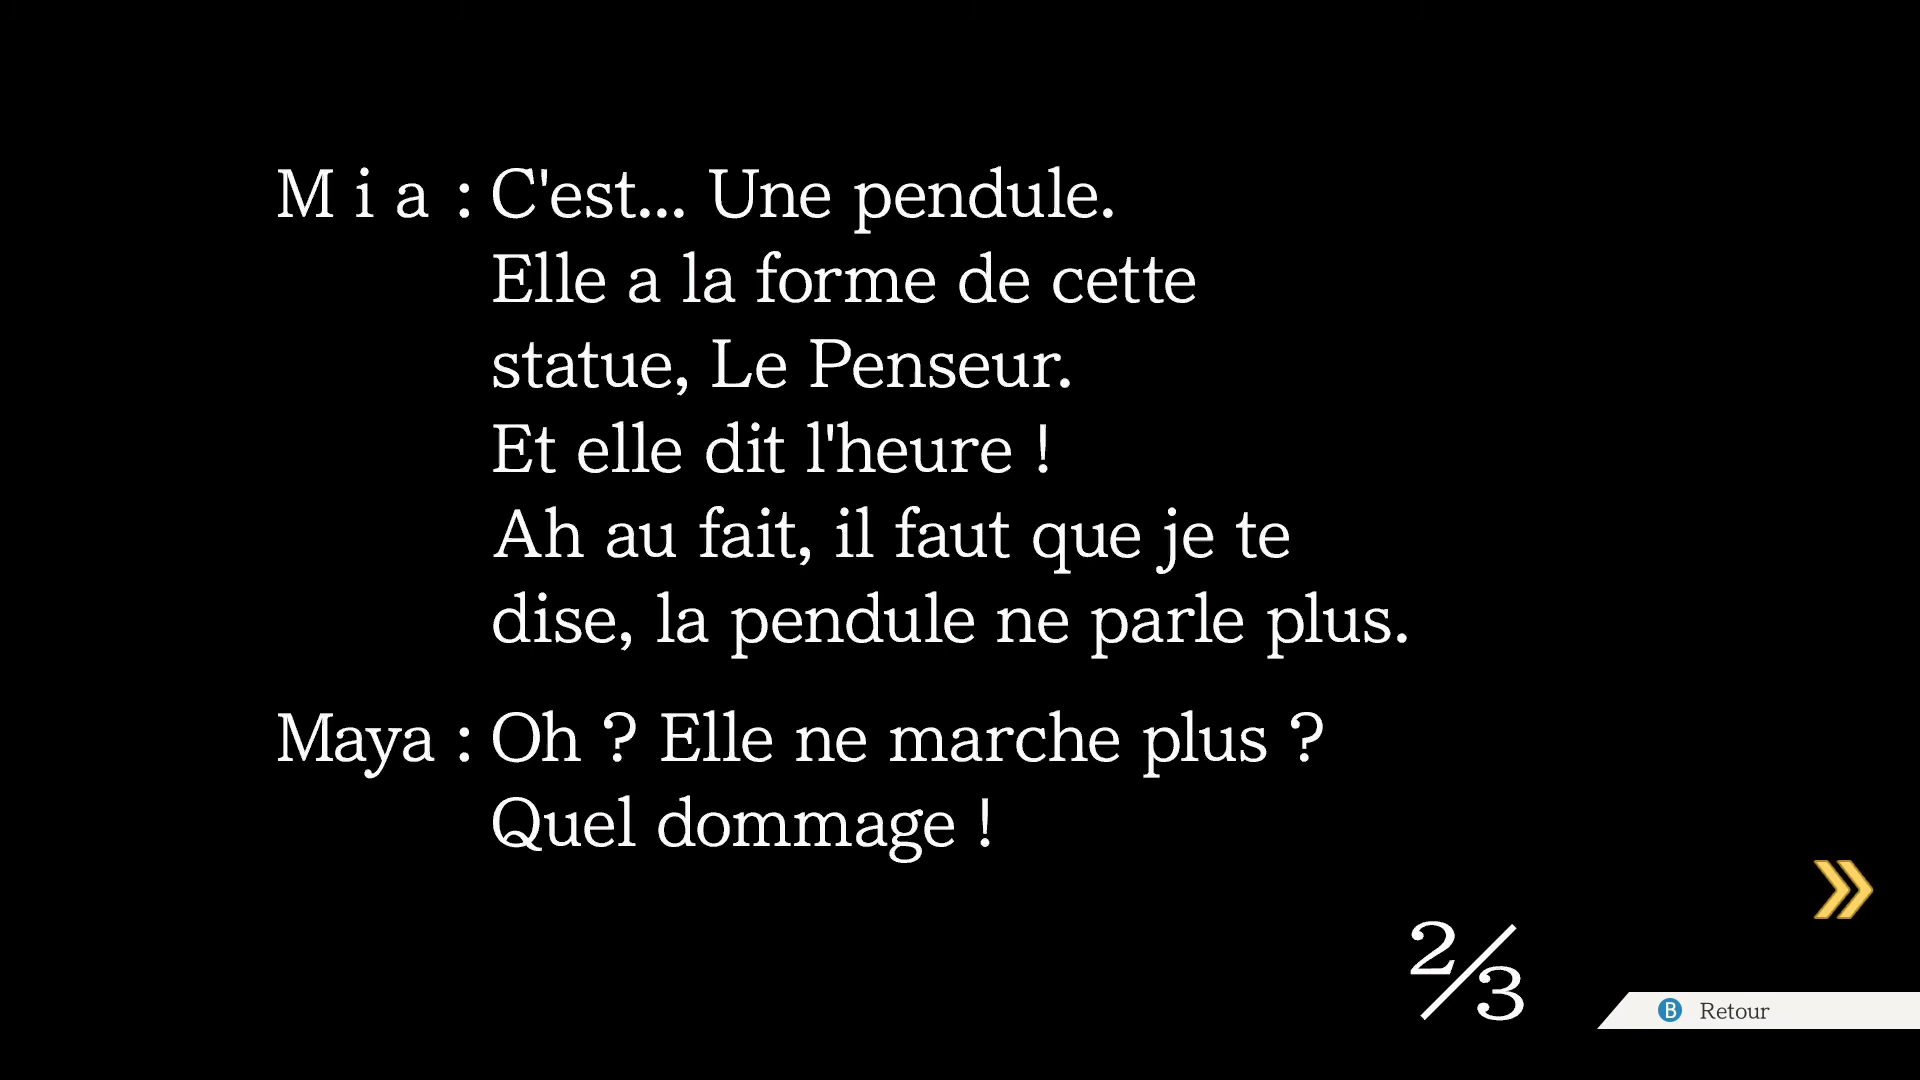 M i a : C'est... Une pendule.
Elle a la forme de cette
statue, Le Penseur.
Et elle dit l'heure !
Ah au fait, il faut que je te
dise, la pendule ne parle plus.
Maya : Oh ? Elle ne marche plus ?
Quel dommage !
2/3
B Retour